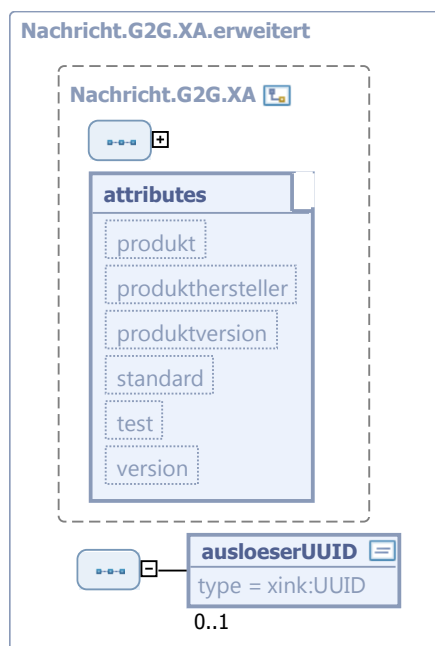 Nachricht.G2G.XA.erweitert
Nachricht.G2G.XA
attributes
produkt
produkthersteller
produktversion
standard
test
version
ausloeserUUID
type = xink:UUID
0..1